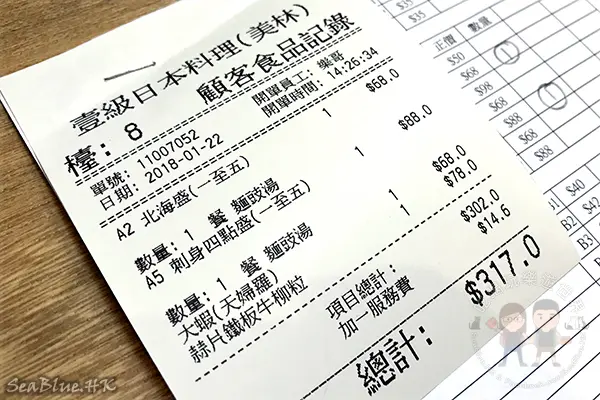 壹級日本料理(美林)
顧客食品記錄
檯: 8
單號: 11007052 開單員工: 樂哥
日期: 2018-01-22 開單時間: 14:26:34
A2 北海盛(一至五) 1 $68.0
數量: 1 餐 麵豉湯
A5 刺身四點盛(一至五) 1 $88.0
數量: 1 餐 麵豉湯
大蝦(天婦羅) 1 $68.0
蒜片鐵板牛柳粒 1 $78.0
項目總計: $302.0
加一服務費 $14.6
總計: $317.0
$35
正價 數量
$50
$68
$98
$68
$68
$88
$88
$40
B2
$42
B3
SeaBlue.HK